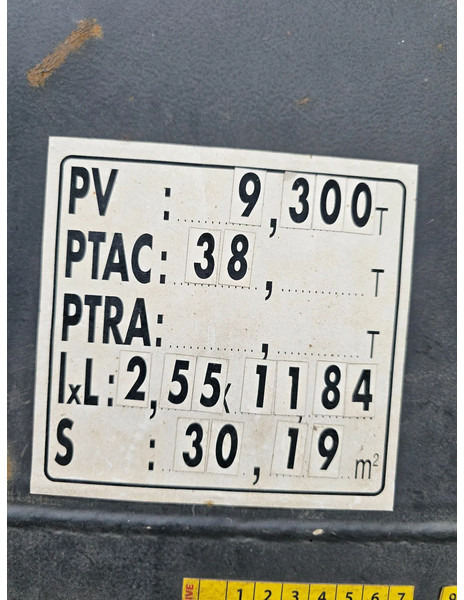 PV : 9,300 T
PTAC: 38, T
PTRA: , T
lxL: 2,55x 11,84
S : 30,19 m²
1 2 3 4 5 6 7 9